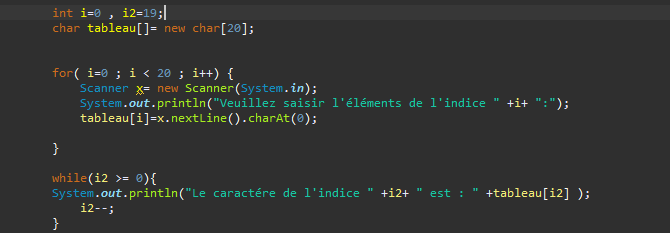 int i=0 , i2=19;
char tableau[]= new char[20];
for( i=0 ; i < 20 ; i++) {
Scanner x= new Scanner(System.in);
System.out.println("Veuillez saisir l'éléments de l'indice " +i+ ":");
tableau[i]=x.nextLine().charAt(0);
}
while(i2 >= 0){
System.out.println("Le caractére de l'indice " +i2+ " est : " +tableau[i2] );
i2--;
}